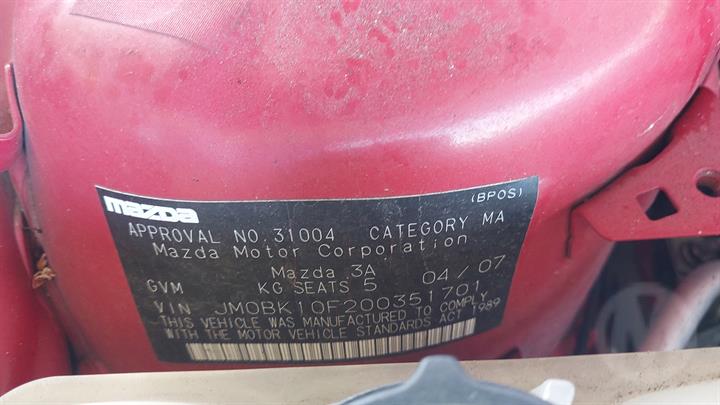 mazda (BPOS)
APPROVAL NO. 31004 CATEGORY MA
Mazda Motor Corporation
Mazda 3A
GVM KG SEATS 5 04/07
VIN JM0BK10F200351701
THIS VEHICLE WAS MANUFACTURED TO COMPLY
WITH THE MOTOR VEHICLE STANDARDS ACT 1989